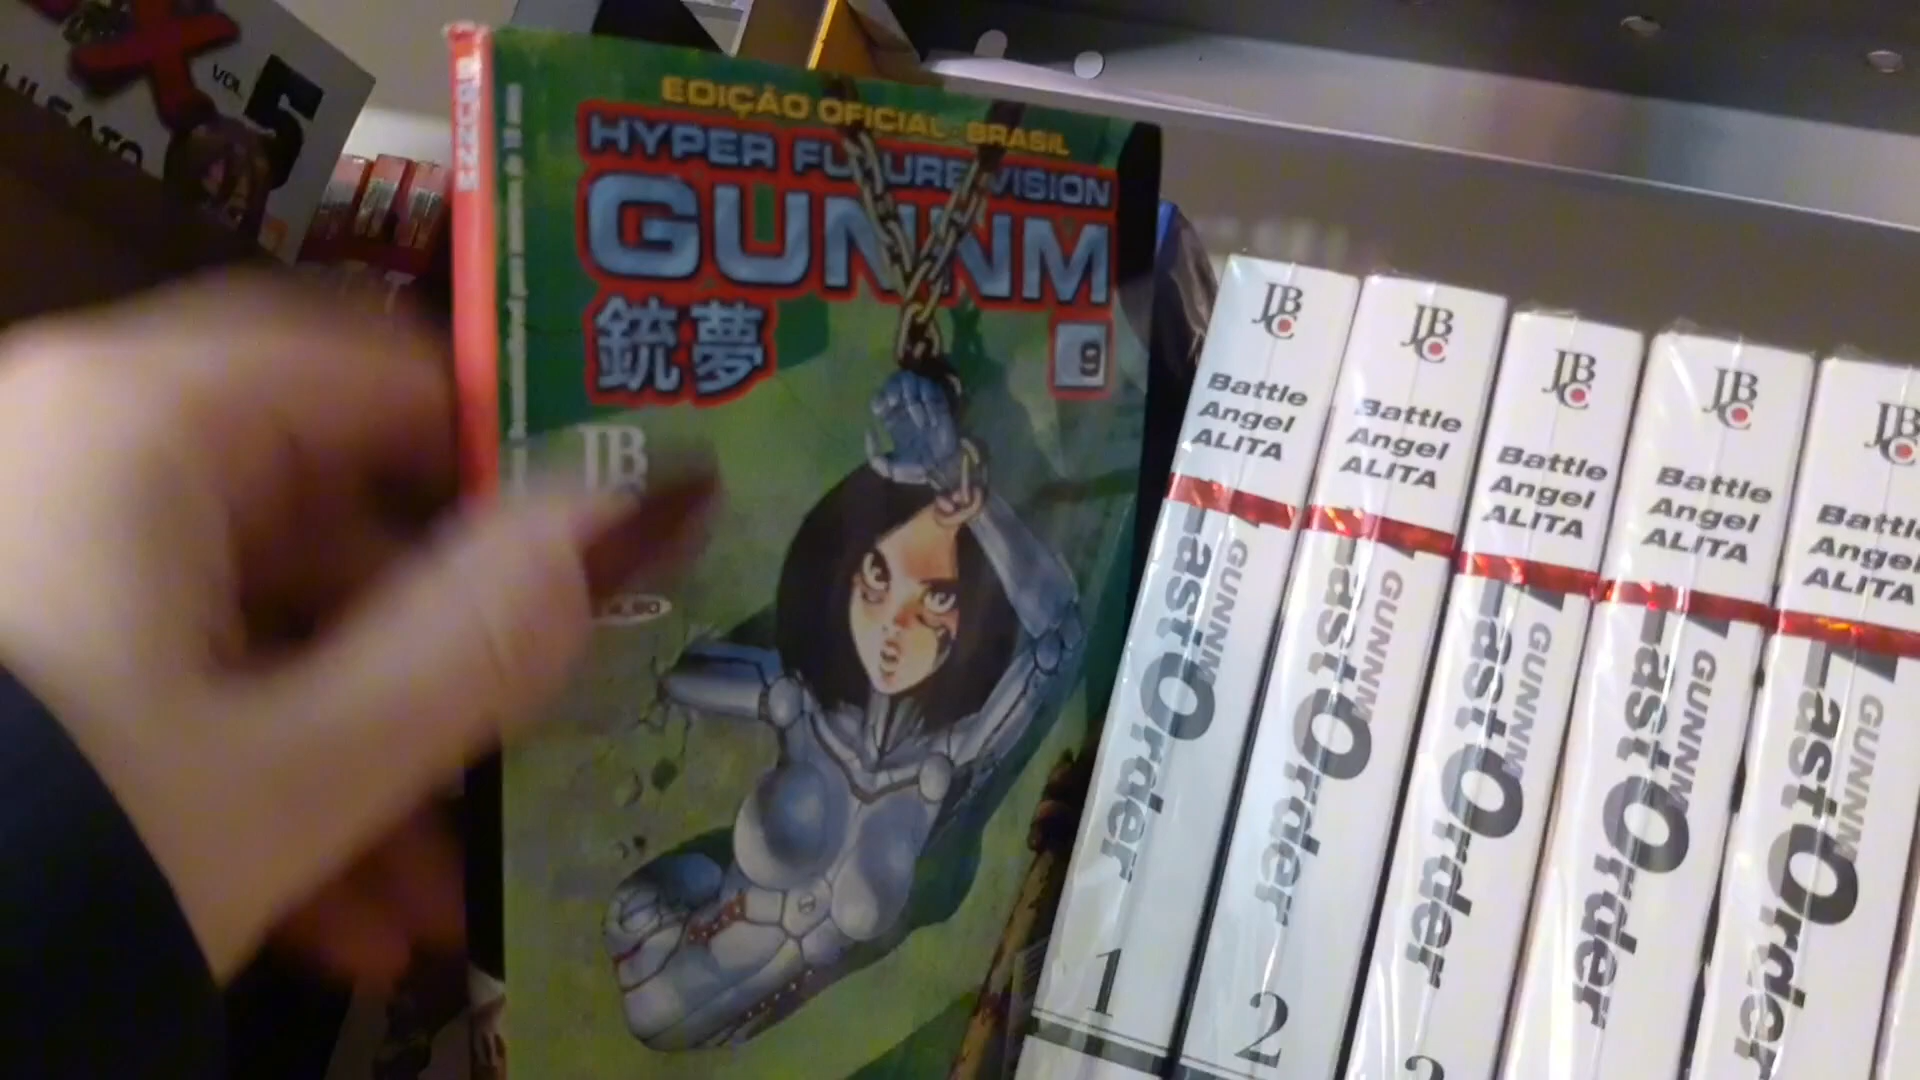 VOL.
5
EDIÇÃO OFICIAL - BRASIL
HYPER FUTURE VISION
GUNNM
銃夢
9
JB
JBC
Battle
Angel
ALITA
GUNNM
Last Order
1
JBC
Battle
Angel
ALITA
GUNNM
Last Order
2
JBC
Battle
Angel
ALITA
GUNNM
Last Order
JBC
Battle
Angel
ALITA
GUNNM
Last Order
JBC
Battle
Angel
ALITA
GUNNM
Last Order